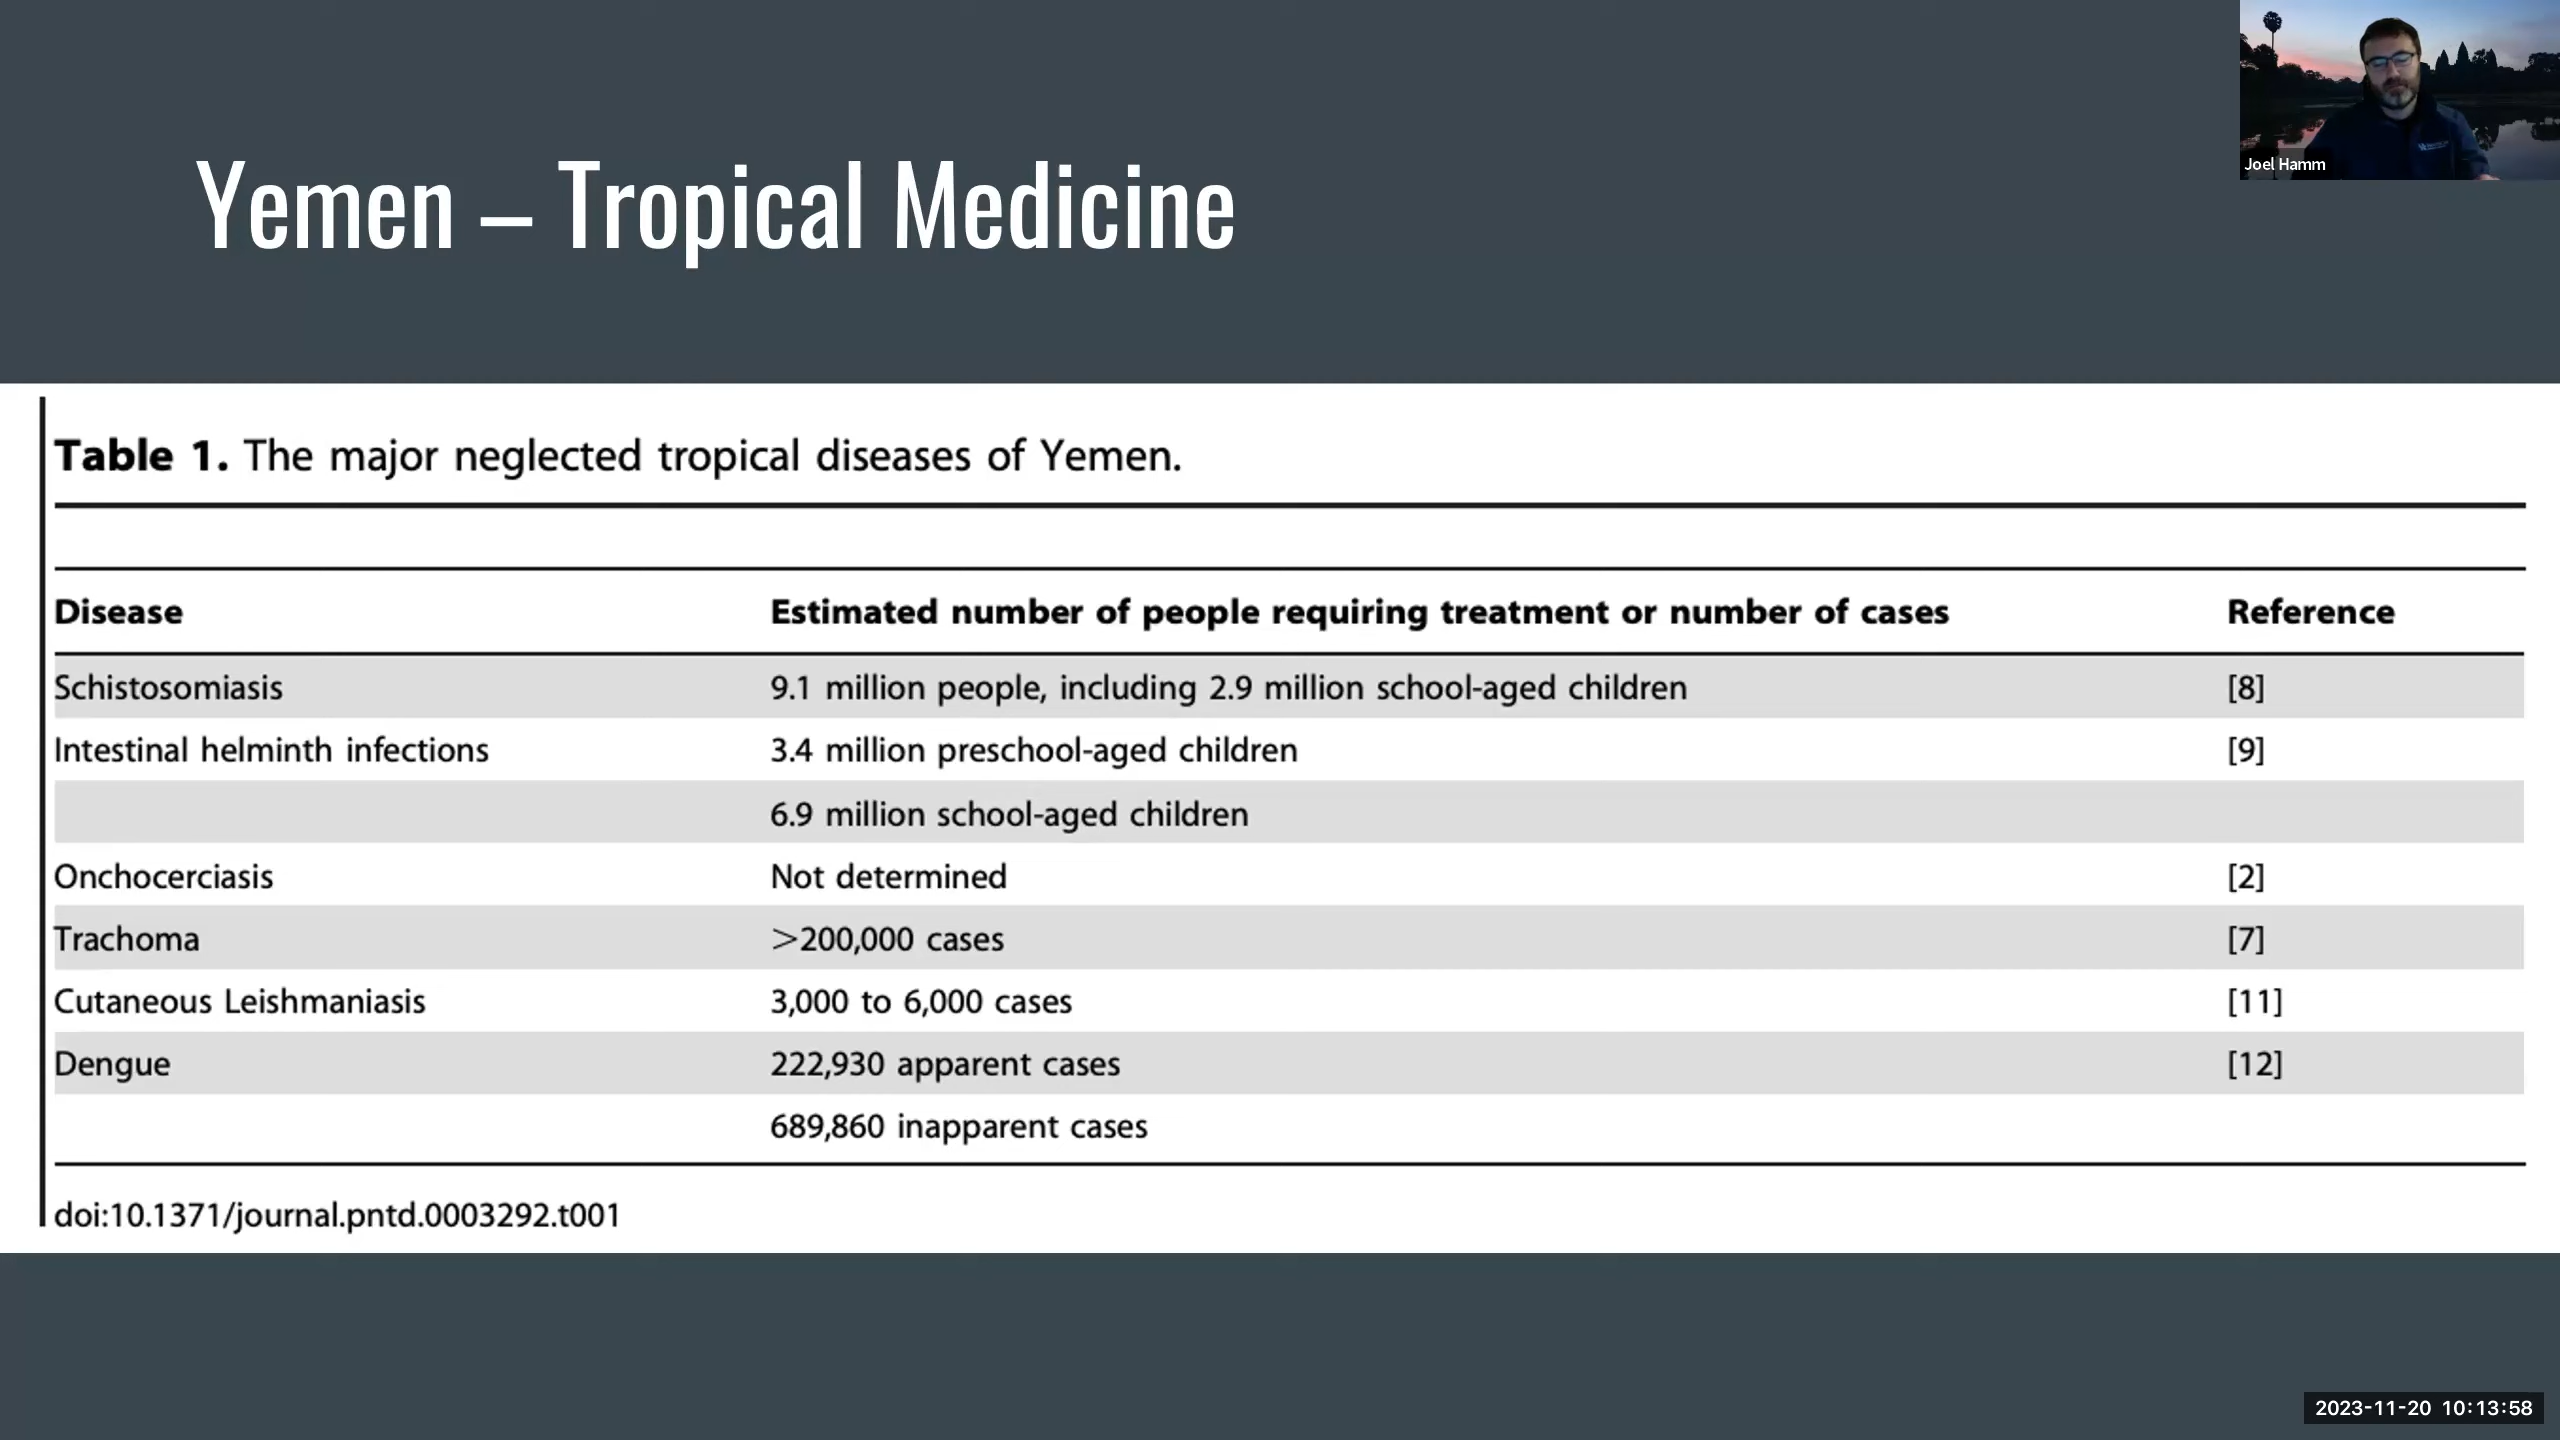 Joel Hamm
Yemen – Tropical Medicine
Table 1. The major neglected tropical diseases of Yemen.
Disease Estimated number of people requiring treatment or number of cases Reference
Schistosomiasis 9.1 million people, including 2.9 million school-aged children [8]
Intestinal helminth infections 3.4 million preschool-aged children [9]
6.9 million school-aged children
Onchocerciasis Not determined [2]
Trachoma >200,000 cases [7]
Cutaneous Leishmaniasis 3,000 to 6,000 cases [11]
Dengue 222,930 apparent cases [12]
689,860 inapparent cases
doi:10.1371/journal.pntd.0003292.t001
2023-11-20 10:13:58